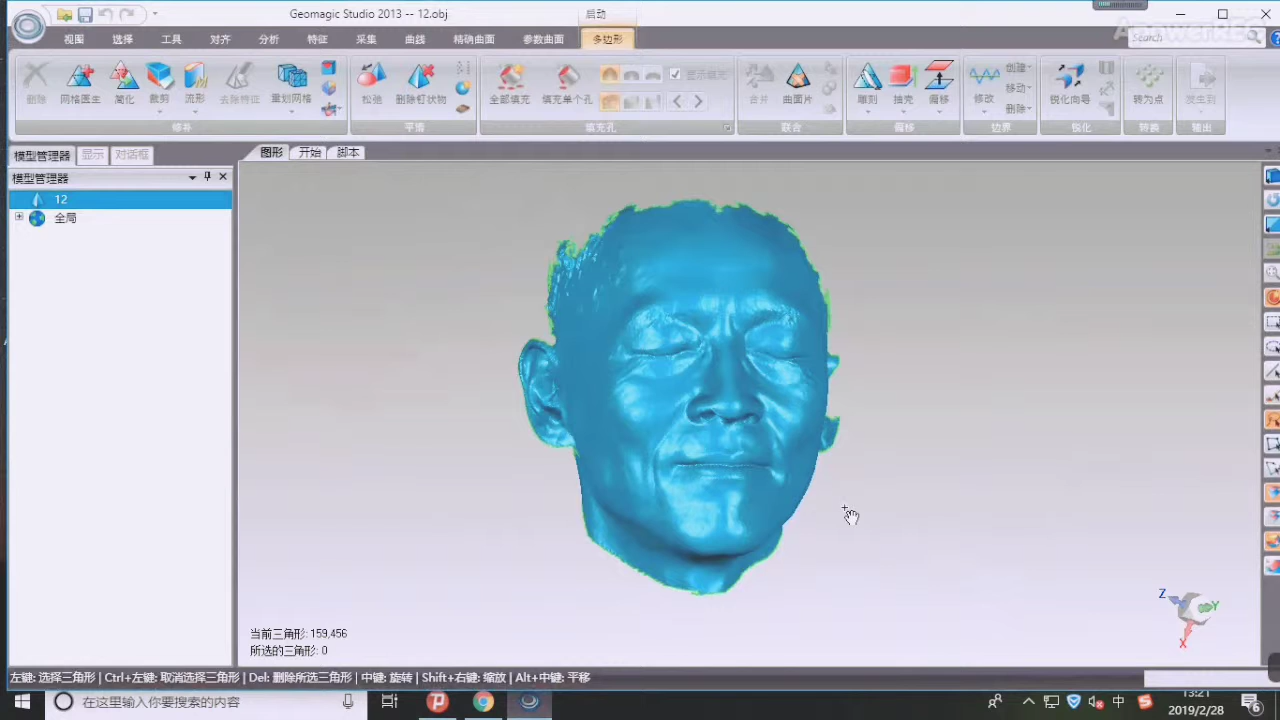 Geomagic Studio 2013 -- 12.obj
启动
视图 选择 工具 对齐 分析 特征 采集 曲线 精确曲面 参数曲面 多边形
Search
删除 网格医生 简化 裁剪 流形 去除特征 重划网格
松弛 删除钉状物
全部填充 填充单个孔 显示填充
合并 曲面片
雕刻 抽壳 偏移
修改 创建 移动 删除
锐化向导
转为点
发生到
修补 平滑 填充孔 联合 偏移 边界 锐化 转换 输出
模型管理器 显示 对话框
图形 开始 脚本
模型管理器
12
全局
当前三角形: 159,456
所选的三角形: 0
Z
Y
X
左键: 选择三角形 | Ctrl+左键: 取消选择三角形 | Del: 删除所选三角形 | 中键: 旋转 | Shift+右键: 缩放 | Alt+中键: 平移
在这里输入你要搜索的内容
中
13:21
2019/2/28
6